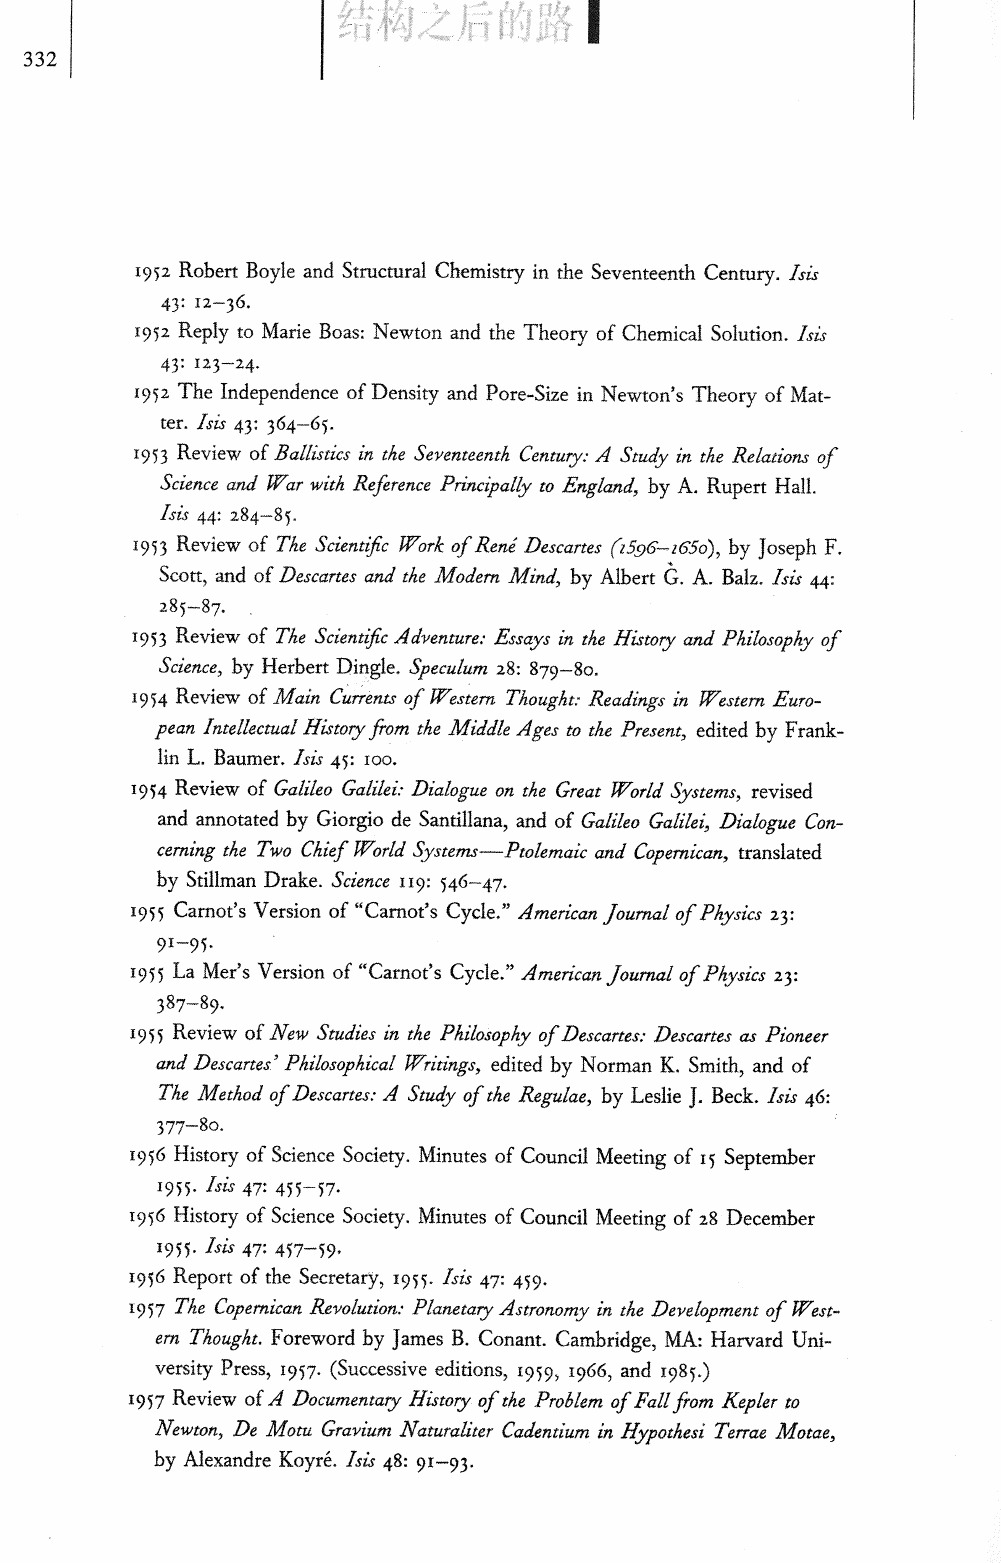 结构之后的路
332
1952 Robert Boyle and Structural Chemistry in the Seventeenth Century. Isis
43: 12–36.
1952 Reply to Marie Boas: Newton and the Theory of Chemical Solution. Isis
43: 123–24.
1952 The Independence of Density and Pore-Size in Newton's Theory of Mat-
ter. Isis 43: 364–65.
1953 Review of Ballistics in the Seventeenth Century: A Study in the Relations of
Science and War with Reference Principally to England, by A. Rupert Hall.
Isis 44: 284–85.
1953 Review of The Scientific Work of René Descartes (1596–1650), by Joseph F.
Scott, and of Descartes and the Modern Mind, by Albert G. A. Balz. Isis 44:
285–87.
1953 Review of The Scientific Adventure: Essays in the History and Philosophy of
Science, by Herbert Dingle. Speculum 28: 879–80.
1954 Review of Main Currents of Western Thought: Readings in Western Euro-
pean Intellectual History from the Middle Ages to the Present, edited by Frank-
lin L. Baumer. Isis 45: 100.
1954 Review of Galileo Galilei: Dialogue on the Great World Systems, revised
and annotated by Giorgio de Santillana, and of Galileo Galilei, Dialogue Con-
cerning the Two Chief World Systems—Ptolemaic and Copernican, translated
by Stillman Drake. Science 119: 546–47.
1955 Carnot's Version of “Carnot's Cycle.” American Journal of Physics 23:
91–95.
1955 La Mer's Version of “Carnot's Cycle.” American Journal of Physics 23:
387–89.
1955 Review of New Studies in the Philosophy of Descartes: Descartes as Pioneer
and Descartes' Philosophical Writings, edited by Norman K. Smith, and of
The Method of Descartes: A Study of the Regulae, by Leslie J. Beck. Isis 46:
377–80.
1956 History of Science Society. Minutes of Council Meeting of 15 September
1955. Isis 47: 455–57.
1956 History of Science Society. Minutes of Council Meeting of 28 December
1955. Isis 47: 457–59.
1956 Report of the Secretary, 1955. Isis 47: 459.
1957 The Copernican Revolution: Planetary Astronomy in the Development of West-
ern Thought. Foreword by James B. Conant. Cambridge, MA: Harvard Uni-
versity Press, 1957. (Successive editions, 1959, 1966, and 1985.)
1957 Review of A Documentary History of the Problem of Fall from Kepler to
Newton, De Motu Gravium Naturaliter Cadentium in Hypothesi Terrae Motae,
by Alexandre Koyré. Isis 48: 91–93.